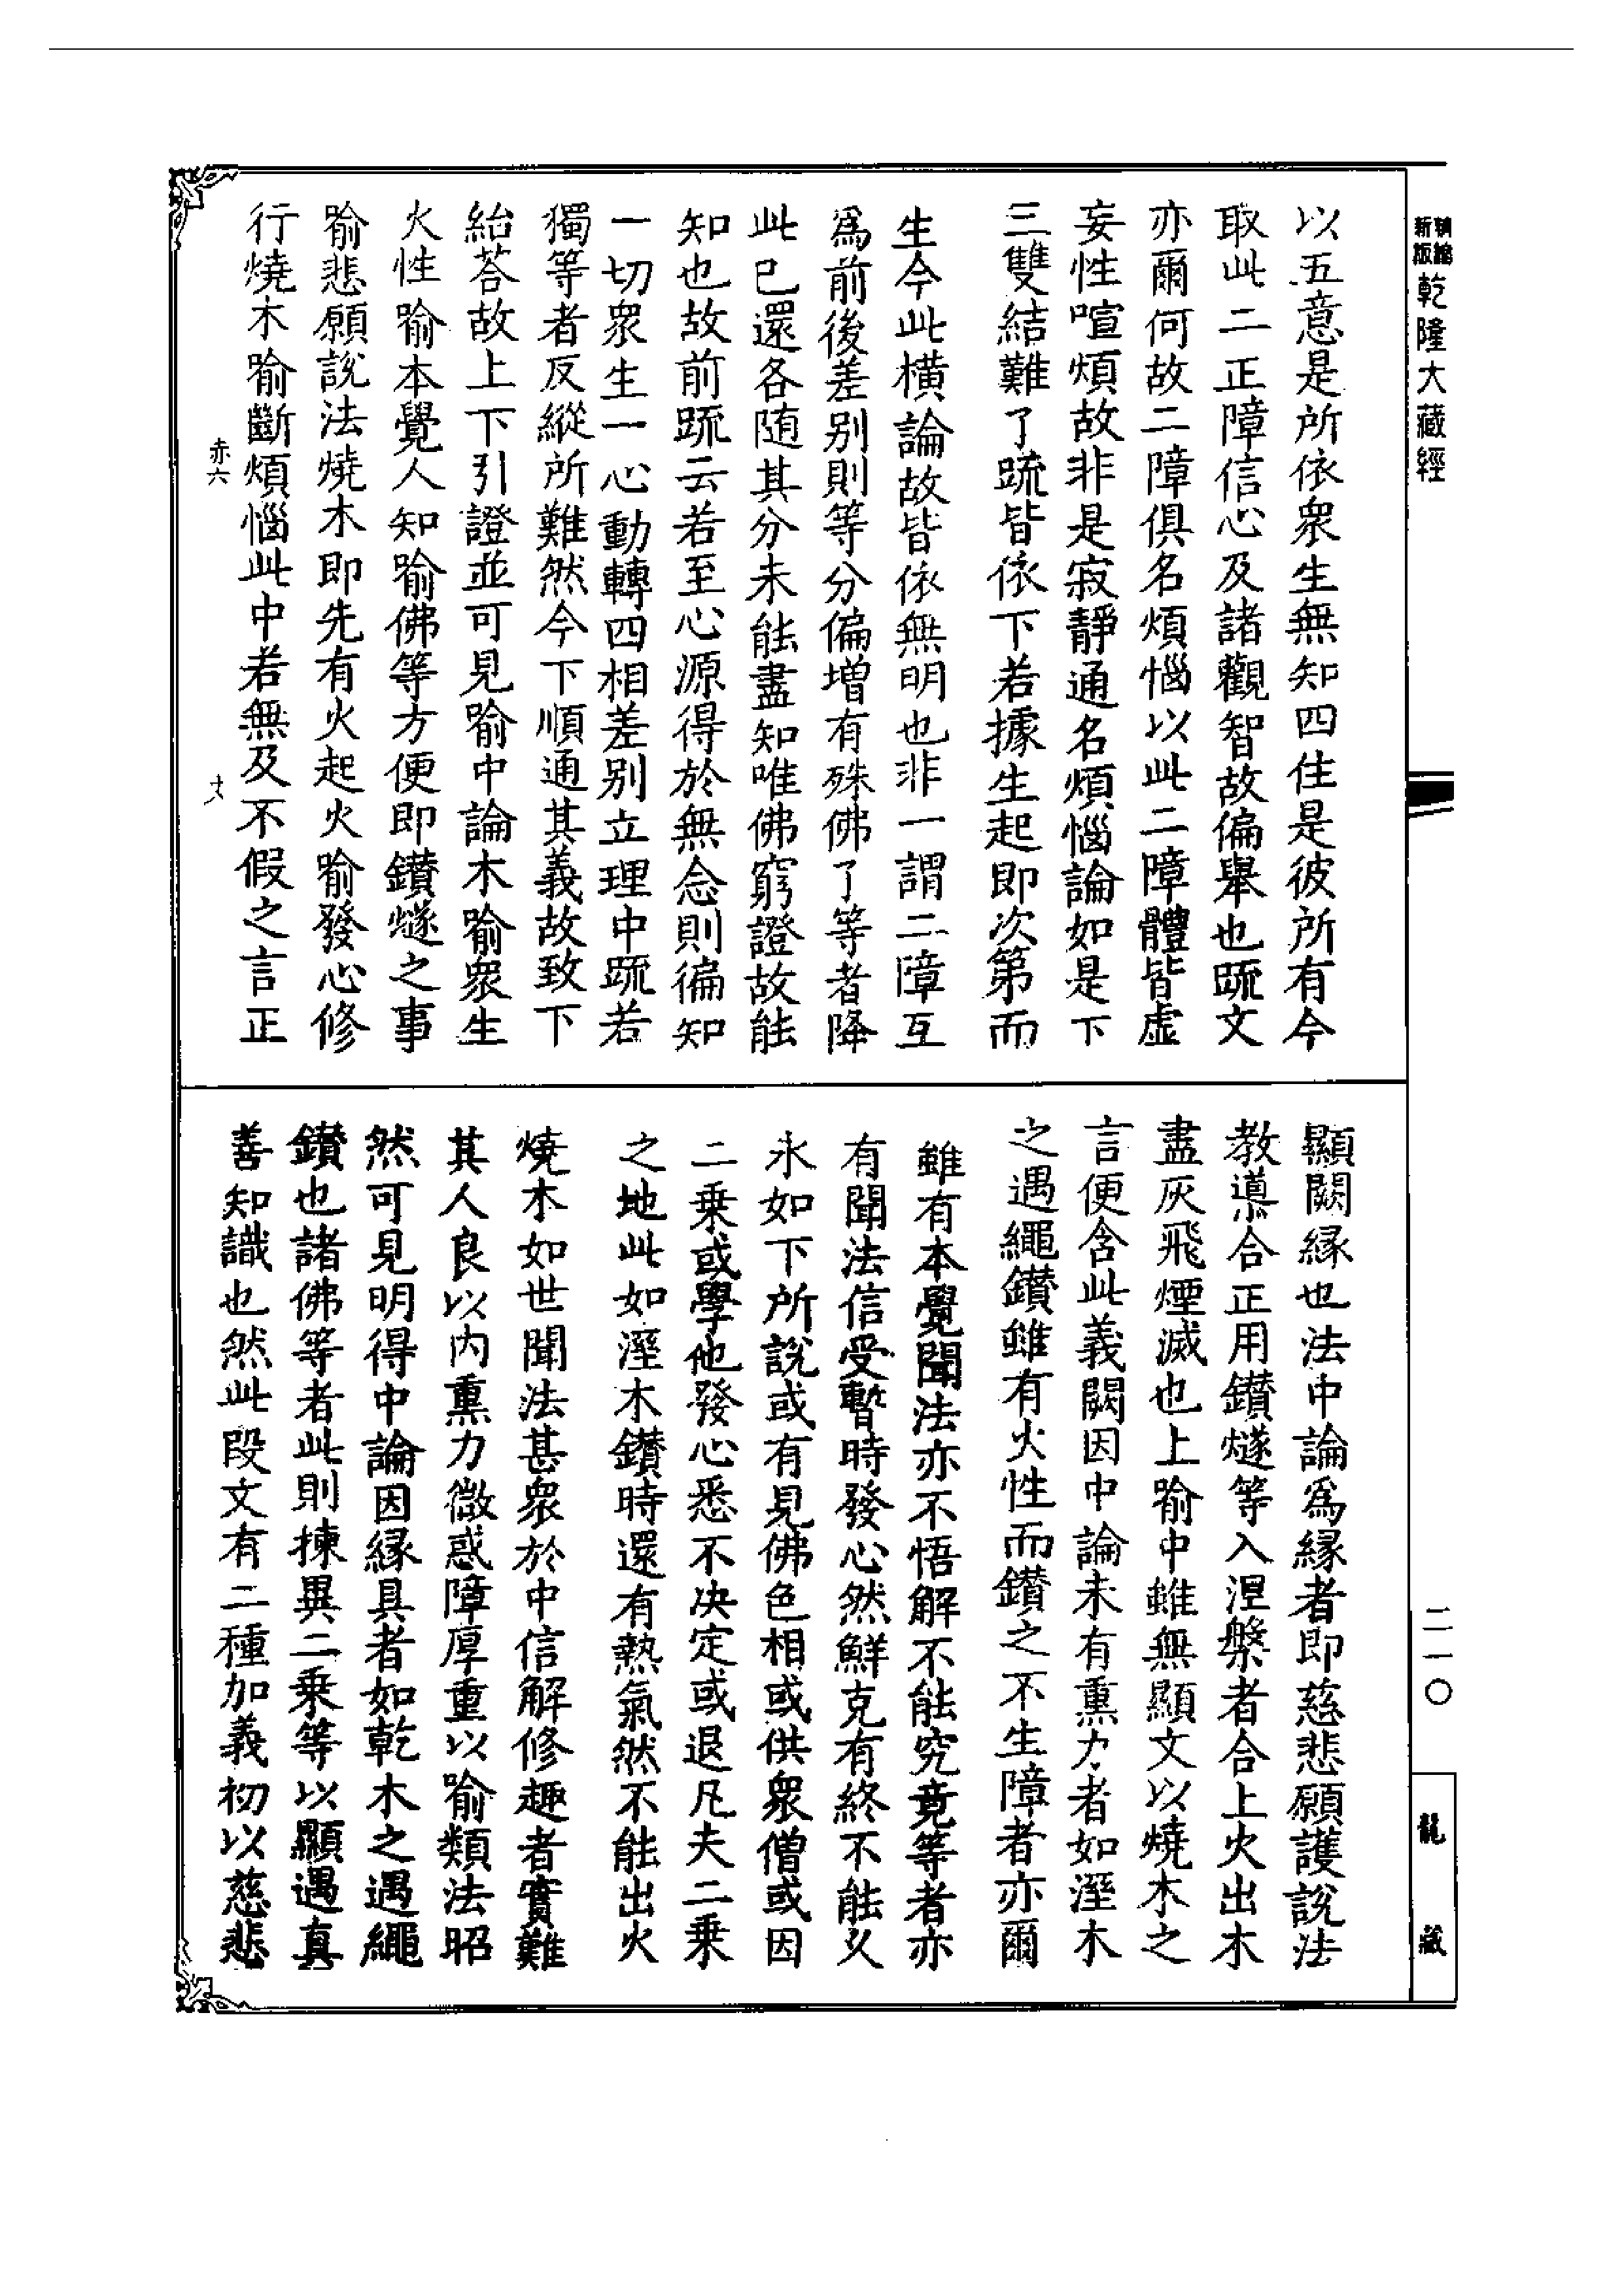 新版
精縮
乾隆大藏經
以五意是所依衆生無知四住是彼所有今
取此二正障信心及諸觀智故偏舉也䟽文
亦爾何故二障俱名煩惱以此二障體皆虛
妄性喧煩故非是寂靜通名煩惱論如是下
三雙結難了䟽皆依下若據生起即次第而
生今此橫論故皆依無明也非一謂二障互
爲前後差别則等分偏增有殊佛了等者降
此已還各随其分未能盡知唯佛窮證故能
知也故前䟽云若至心源得於無念則徧知
一切衆生一心動轉四相差别立理中䟽若
獨等者反縱所難然今下順通其義故致下
紿荅故上下引證並可見喻中論木喻衆生
火性喻本覺人知喻佛等方便即鑚燧之事
喻悲願說法燒木即先有火起火喻發心修
行燒木喻斷煩惱此中若無及不假之言正
赤六
顯闕緣也法中論爲緣者即慈悲願護說法
教導合正用鑚燧等入涅槃者合上火出木
盡灰飛煙滅也上喻中雖無顯文以燒木之
言便含此義闕因中論未有熏力者如溼木
之遇繩鑚雖有火性而鑚之不生障者亦爾
雖有本覺聞法亦不悟解不能究竟等者亦
有聞法信受暫時發心然鮮克有終不能久
永如下所說或有見佛色相或供衆僧或因
二乗或學他發心悉不决定或退凡夫二乗
之地此如溼木鑚時還有熱氣然不能出火
燒木如世聞法甚衆於中信解修趣者實難
其人良以内熏力微惑障厚重以喻類法昭
然可見明得中論因緣具者如乾木之遇繩
鑚也諸佛等者此則揀異二乗等以顯遇真
善知識也然此段文有二種加義初以慈悲
二一〇
龍藏